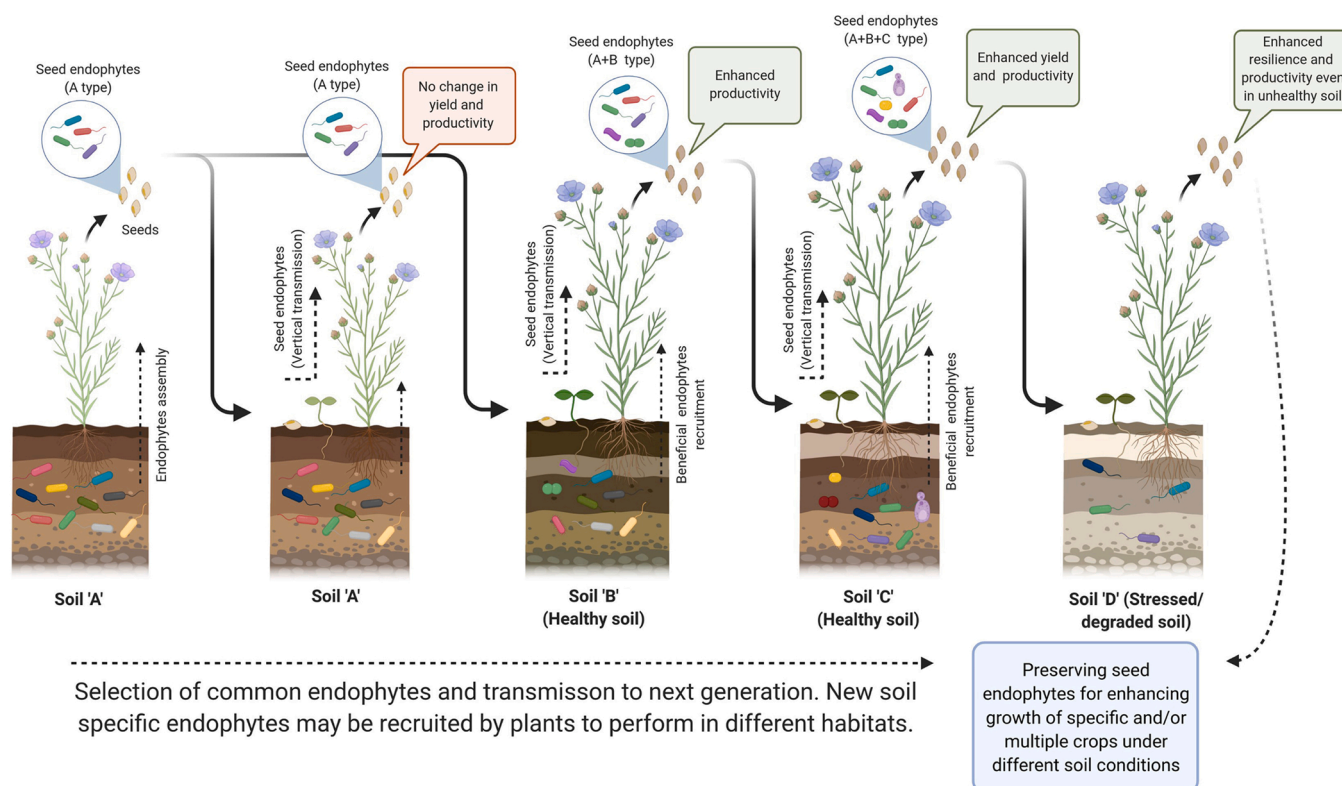 Seed endophytes
(A type)
Seeds
Endophytes assembly
Soil 'A'
Seed endophytes
(A type)
No change in
yield and
productivity
Seed endophytes
(Vertical transmission)
Soil 'A'
Seed endophytes
(A+B type)
Enhanced
productivity
Seed endophytes
(Vertical transmission)
Beneficial endophytes
recruitment
Soil 'B'
(Healthy soil)
Seed endophytes
(A+B+C type)
Enhanced yield
and productivity
Seed endophytes
(Vertical transmission)
Beneficial endophytes
recruitment
Soil 'C'
(Healthy soil)
Enhanced
resilience and
productivity even
in unhealthy soil
Soil 'D' (Stressed/
degraded soil)
Selection of common endophytes and transmisson to next generation. New soil
specific endophytes may be recruited by plants to perform in different habitats.
Preserving seed
endophytes for enhancing
growth of specific and/or
multiple crops under
different soil conditions